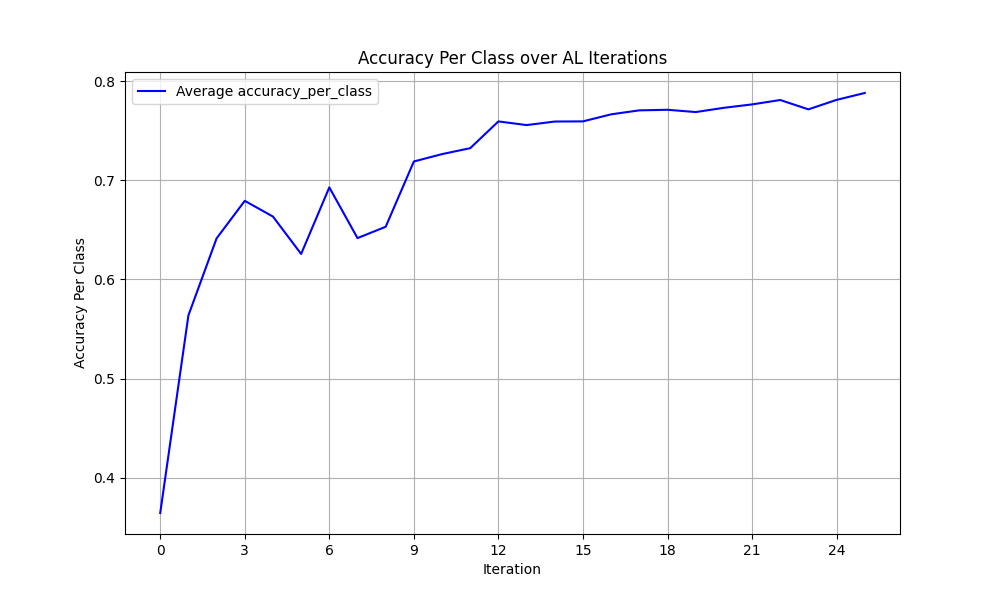 Accuracy Per Class over AL Iterations
Average accuracy_per_class
Accuracy Per Class
0.8
0.7
0.6
0.5
0.4
0 3 6 9 12 15 18 21 24
Iteration